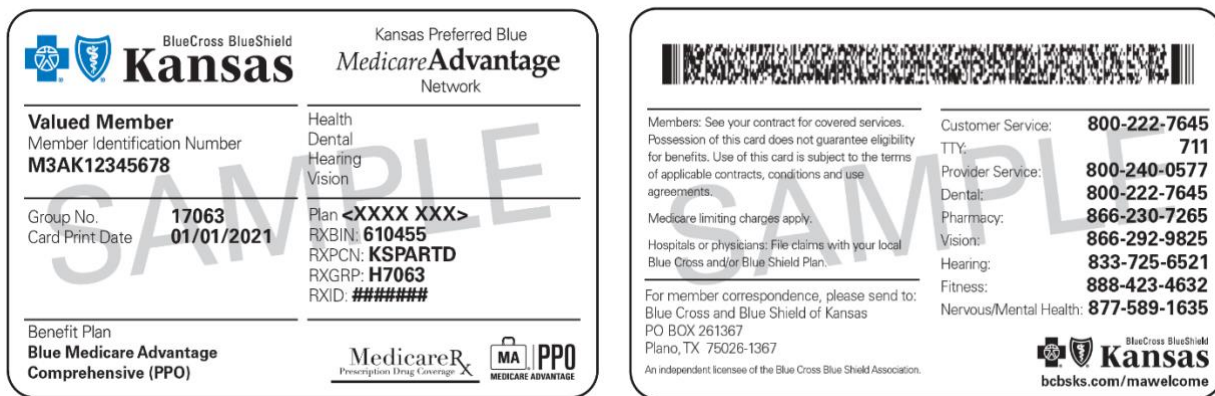 BlueCross BlueShield
Kansas
Kansas Preferred Blue
MedicareAdvantage
Network
Valued Member
Member Identification Number
M3AK12345678
Health
Dental
Hearing
Vision
Group No. 17063
Card Print Date 01/01/2021
Plan <XXXX XXX>
RXBIN: 610455
RXPCN: KSPARTD
RXGRP: H7063
RXID: #######
SAMPLE
Benefit Plan
Blue Medicare Advantage
Comprehensive (PPO)
MedicareRx
Prescription Drug Coverage
MA PPO
MEDICARE ADVANTAGE
Members: See your contract for covered services.
Possession of this card does not guarantee eligibility
for benefits. Use of this card is subject to the terms
of applicable contracts, conditions and use
agreements.
Medicare limiting charges apply.
Hospitals or physicians: File claims with your local
Blue Cross and/or Blue Shield Plan.
For member correspondence, please send to:
Blue Cross and Blue Shield of Kansas
PO BOX 261367
Plano, TX 75026-1367
An independent licensee of the Blue Cross Blue Shield Association.
Customer Service: 800-222-7645
TTY: 711
Provider Service: 800-240-0577
Dental: 800-222-7645
Pharmacy: 866-230-7265
Vision: 866-292-9825
Hearing: 833-725-6521
Fitness: 888-423-4632
Nervous/Mental Health: 877-589-1635
SAMPLE
BlueCross BlueShield
Kansas
bcbsks.com/mawelcome